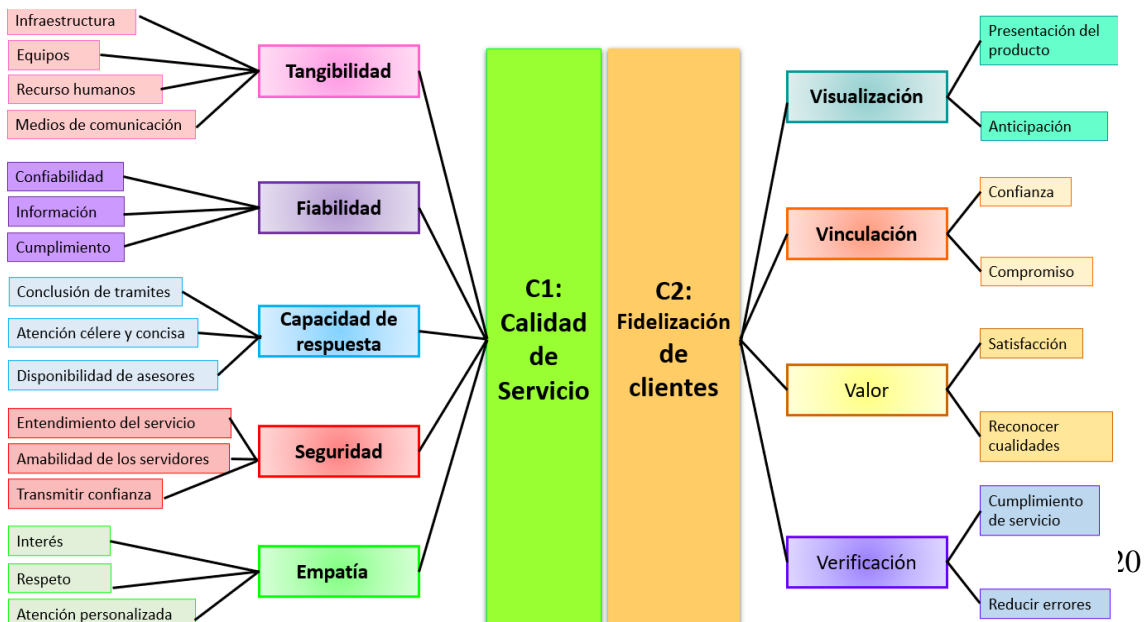 Infraestructura
Equipos
Recurso humanos
Medios de comunicación
Tangibilidad
Confiabilidad
Información
Cumplimiento
Fiabilidad
Conclusión de tramites
Atención célere y concisa
Disponibilidad de asesores
Capacidad de
respuesta
Entendimiento del servicio
Amabilidad de los servidores
Transmitir confianza
Seguridad
Interés
Respeto
Atención personalizada
Empatía
C1:
Calidad
de
Servicio
C2:
Fidelización
de
clientes
Visualización
Presentación del
producto
Anticipación
Vinculación
Confianza
Compromiso
Valor
Satisfacción
Reconocer
cualidades
Verificación
Cumplimiento
de servicio
Reducir errores
20